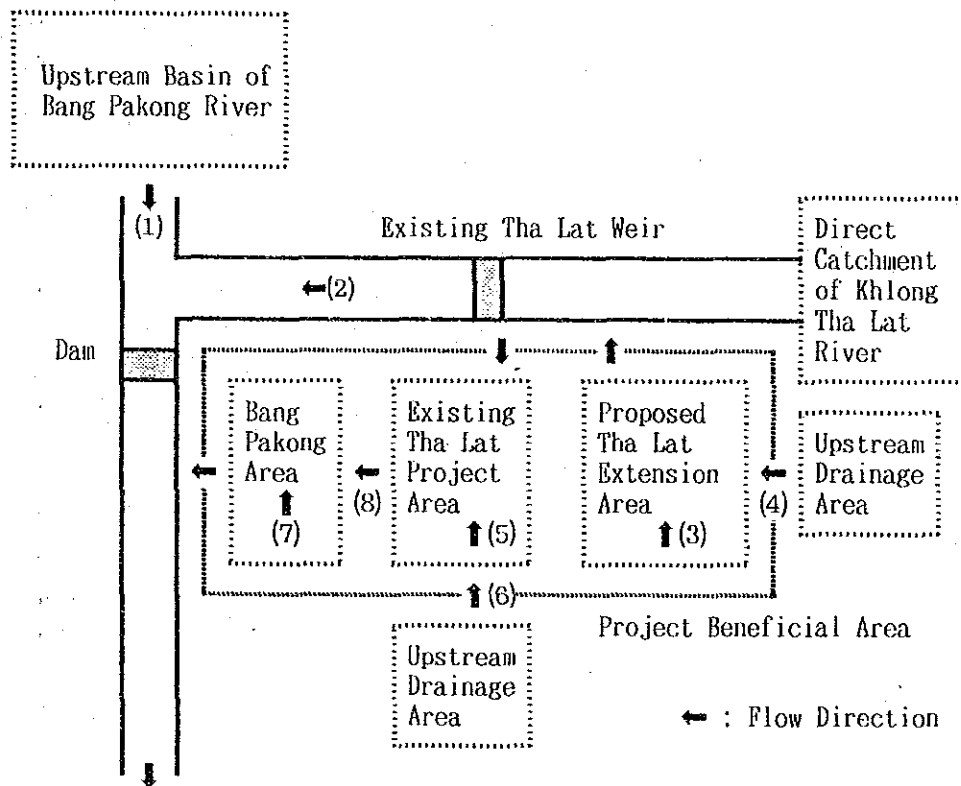 Upstream Basin of
Bang Pakong River
(1)
Existing Tha Lat Weir
Direct
Catchment
of Khlong
Tha Lat
River
(2)
Dam
Bang
Pakong
Area
(7)
(8)
Existing
Tha Lat
Project
Area
(5)
Proposed
Tha Lat
Extension
Area
(3)
(4)
Upstream
Drainage
Area
(6)
Project Beneficial Area
Upstream
Drainage
Area
: Flow Direction